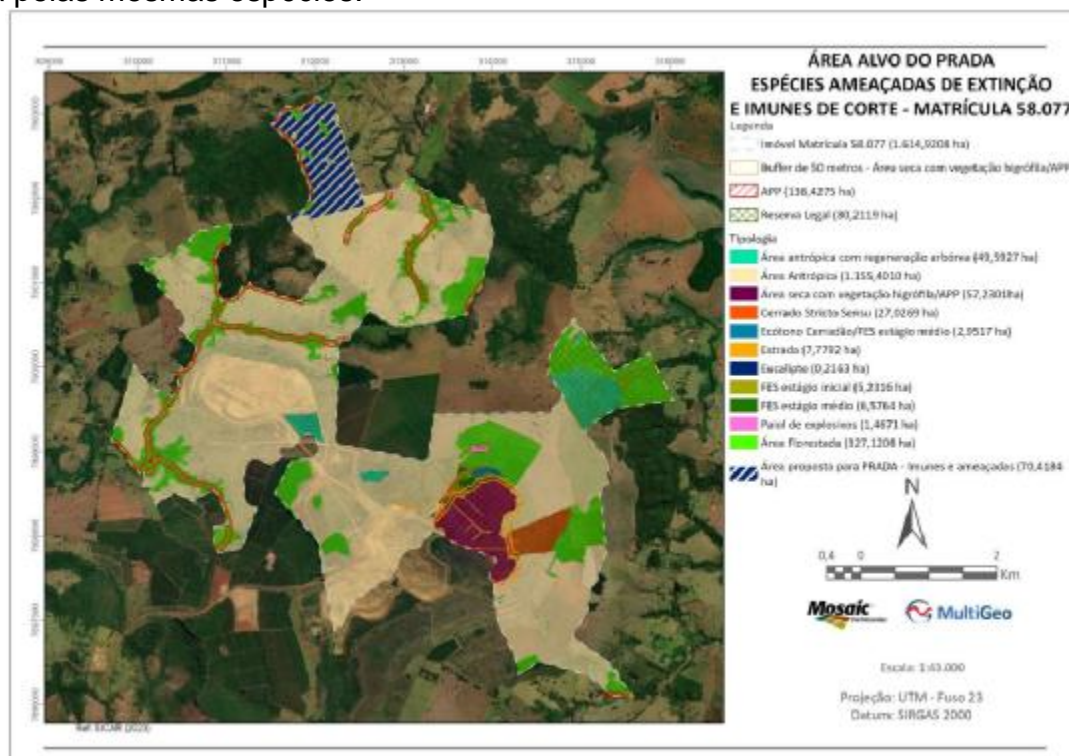 pelas mesmas espécies.
ÁREA ALVO DO PRADA
ESPÉCIES AMEAÇADAS DE EXTINÇÃO
E IMUNES DE CORTE - MATRÍCULA 58.077
Legenda
Imóvel Matrícula 58.077 (1.614,9208 ha)
Buffer de 50 metros - Área seca com vegetação higrófila/APP
APP (136,4275 ha)
Reserva Legal (80,2119 ha)
Tipologia
Área antrópica com regeneração arbórea (49,5927 ha)
Área Antrópica (1.155,4010 ha)
Área seca com vegetação higrófila/APP (57,2301ha)
Cerrado Stricto Sensu (27,0269 ha)
Ecótono Cerradão/FES estágio médio (2,9517 ha)
Estrada (7,7792 ha)
Eucalipto (0,2163 ha)
FES estágio inicial (5,2316 ha)
FES estágio médio (6,5764 ha)
Paiol de explosivos (1,4671 ha)
Área Florestada (327,1208 ha)
Área proposta para PRADA - Imunes e ameaçadas (70,4184
ha)
N
0,4 0 2
Km
Mosaic
MultiGeo
Escala: 1:43.000
Projeção: UTM - Fuso 23
Datum: SIRGAS 2000